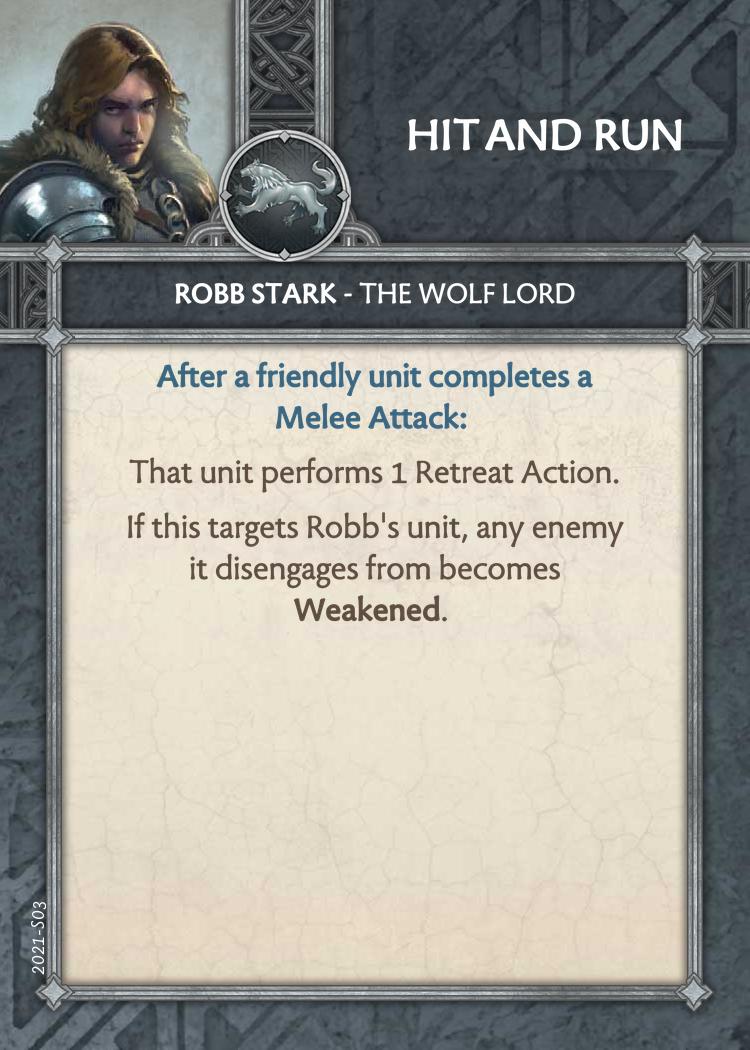 HIT AND RUN
ROBB STARK - THE WOLF LORD
After a friendly unit completes a
Melee Attack:
That unit performs 1 Retreat Action.
If this targets Robb's unit, any enemy
it disengages from becomes
Weakened.
2021-S03